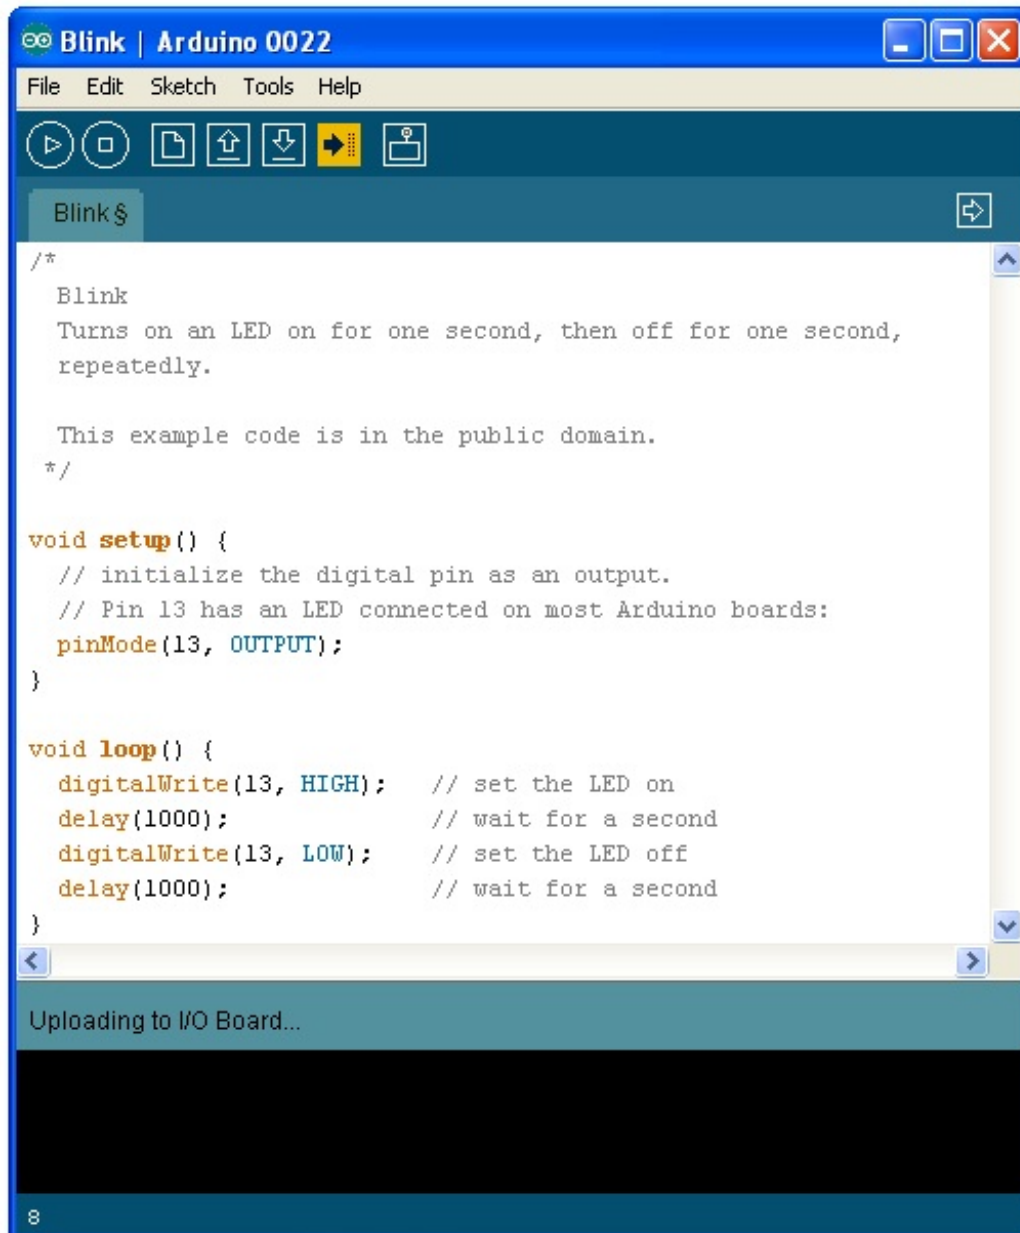 Blink | Arduino 0022
File Edit Sketch Tools Help
Blink §
/*
  Blink
  Turns on an LED on for one second, then off for one second,
  repeatedly.

  This example code is in the public domain.
 */

void setup() {
  // initialize the digital pin as an output.
  // Pin 13 has an LED connected on most Arduino boards:
  pinMode(13, OUTPUT);
}

void loop() {
  digitalWrite(13, HIGH);   // set the LED on
  delay(1000);              // wait for a second
  digitalWrite(13, LOW);    // set the LED off
  delay(1000);              // wait for a second
}
Uploading to I/O Board...
8